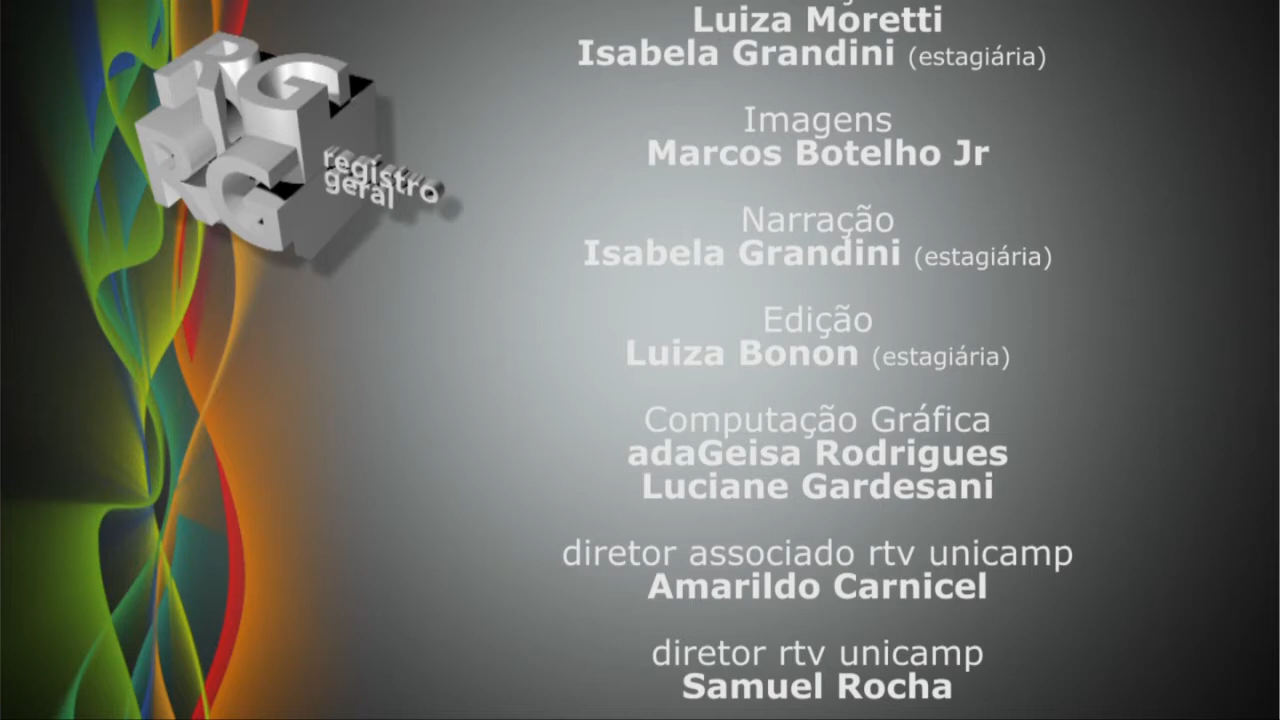 RG
RG
registro
geral
Luiza Moretti
Isabela Grandini (estagiária)
Imagens
Marcos Botelho Jr
Narração
Isabela Grandini (estagiária)
Edição
Luiza Bonon (estagiária)
Computação Gráfica
adaGeisa Rodrigues
Luciane Gardesani
diretor associado rtv unicamp
Amarildo Carnicel
diretor rtv unicamp
Samuel Rocha